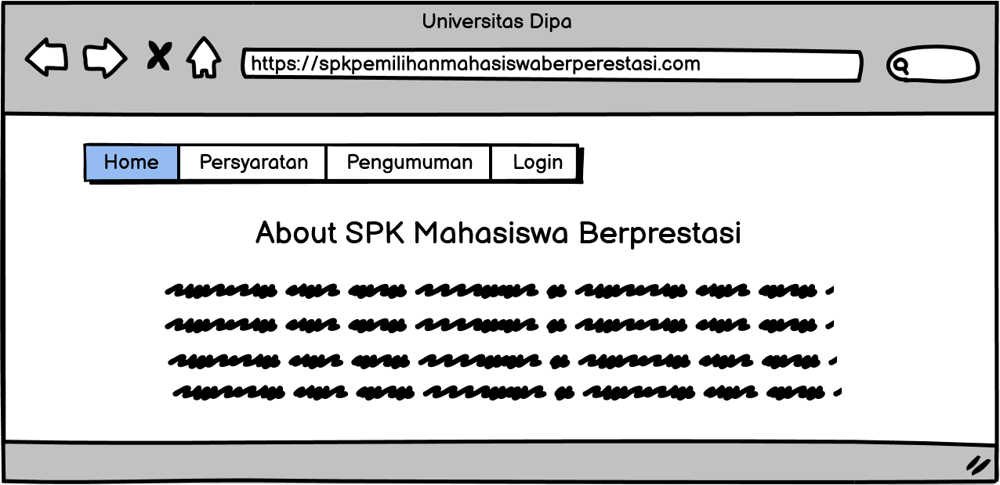 Universitas Dipa
https://spkpemilihanmahasiswaberperestasi.com
Home Persyaratan Pengumuman Login
About SPK Mahasiswa Berprestasi